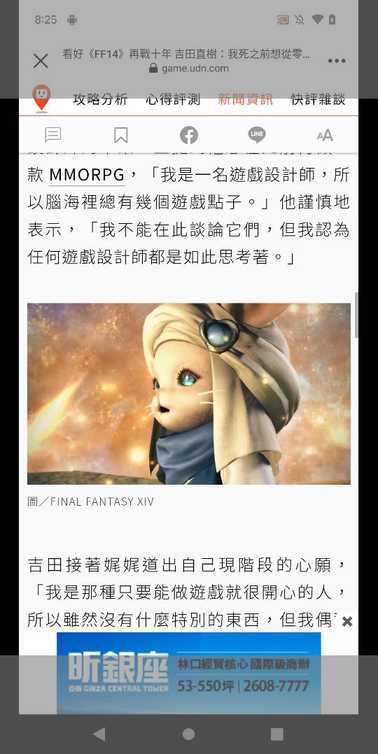 8:25
看好《FF14》再戰十年 吉田直樹：我死之前想從零...
game.udn.com
攻略分析 心得評測 新聞資訊 快評雜談
AA
款 MMORPG，「我是一名遊戲設計師，所
以腦海裡總有幾個遊戲點子。」他謹慎地
表示，「我不能在此談論它們，但我認為
任何遊戲設計師都是如此思考著。」
圖／FINAL FANTASY XIV
吉田接著娓娓道出自己現階段的心願，
「我是那種只要能做遊戲就很開心的人，
所以雖然沒有什麼特別的東西，但我偶
昕銀座
GIN GINZA CENTRAL TOWER
林口經貿核心 國際級商辦
53-550坪 | 2608-7777